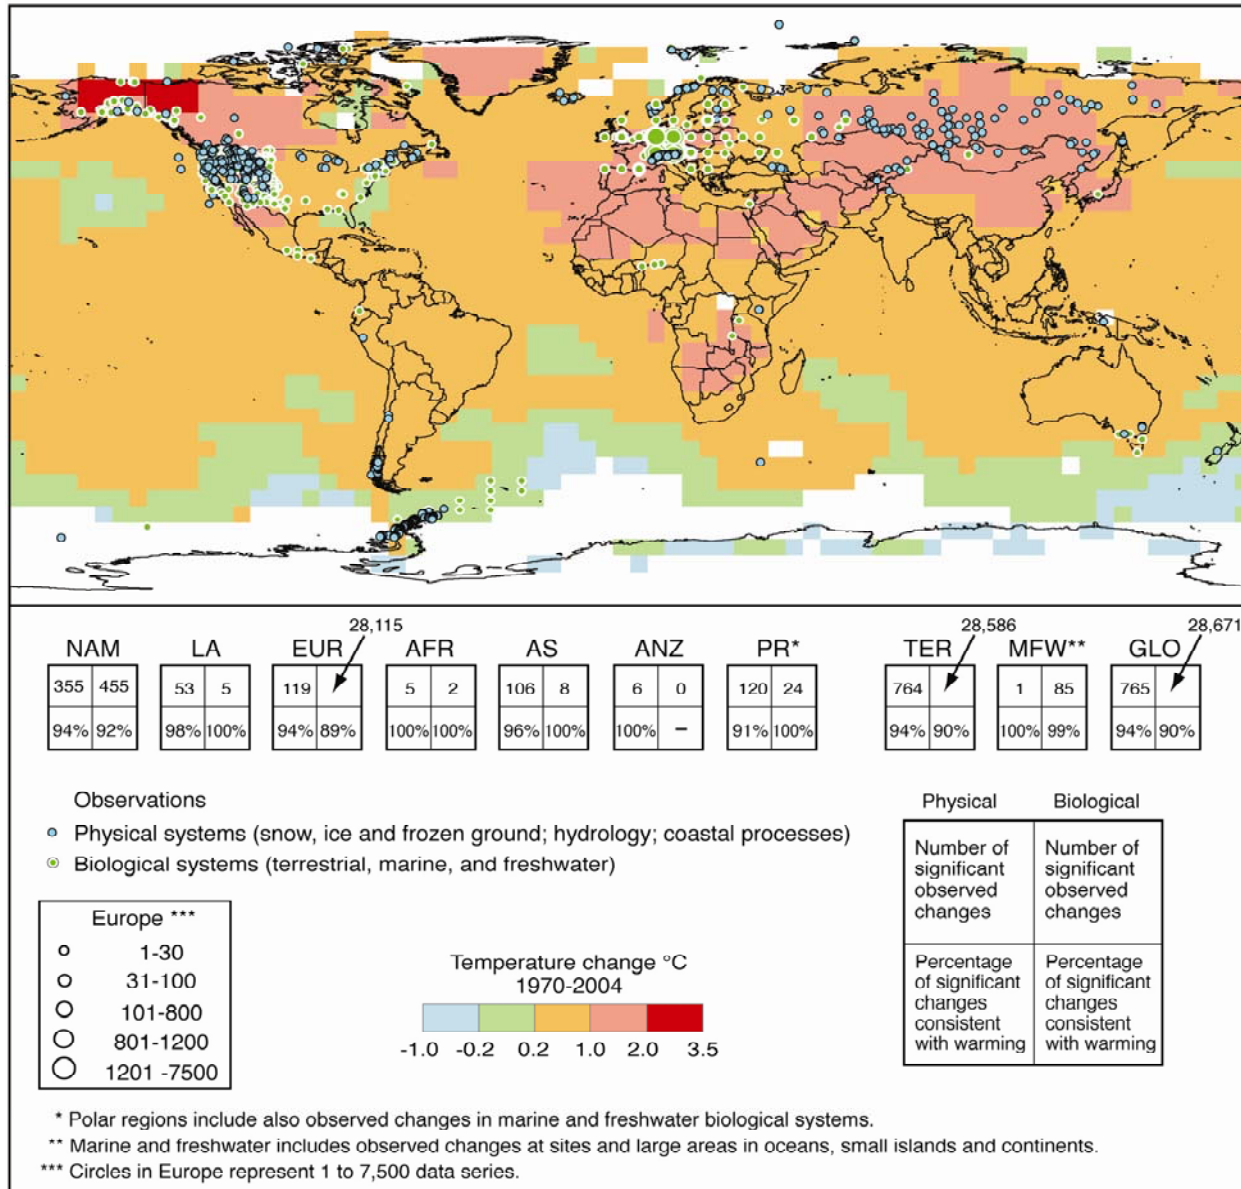 28,115
28,586
28,671
NAM LA EUR AFR AS ANZ PR* TER MFW** GLO
355 455 53 5 119 5 2 106 8 6 0 120 24 764 1 85 765
94% 92% 98% 100% 94% 89% 100% 100% 96% 100% 100% – 91% 100% 94% 90% 100% 99% 94% 90%
Observations
Physical systems (snow, ice and frozen ground; hydrology; coastal processes)
Biological systems (terrestrial, marine, and freshwater)
Europe ***
1-30
31-100
101-800
801-1200
1201 -7500
Temperature change °C
1970-2004
-1.0 -0.2 0.2 1.0 2.0 3.5
Physical Biological
Number of
significant
observed
changes
Number of
significant
observed
changes
Percentage
of significant
changes
consistent
with warming
Percentage
of significant
changes
consistent
with warming
* Polar regions include also observed changes in marine and freshwater biological systems.
** Marine and freshwater includes observed changes at sites and large areas in oceans, small islands and continents.
*** Circles in Europe represent 1 to 7,500 data series.